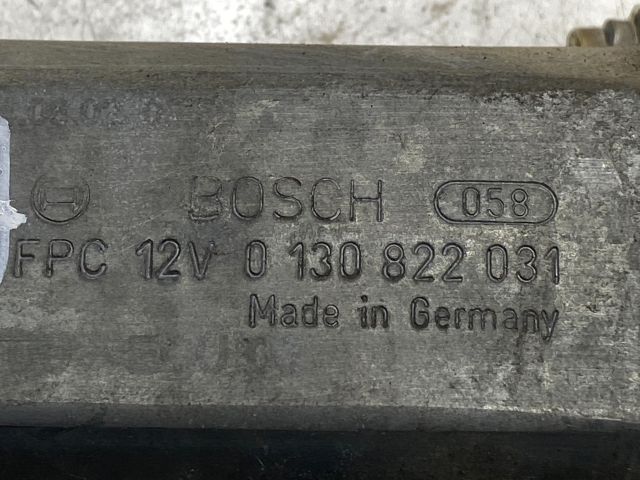 BOSCH 058
FPC 12V 0 130 822 031
Made in Germany